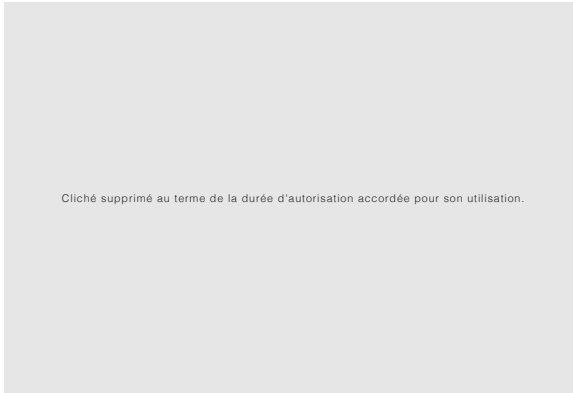 Cliché supprimé au terme de la durée d'autorisation accordée pour son utilisation.